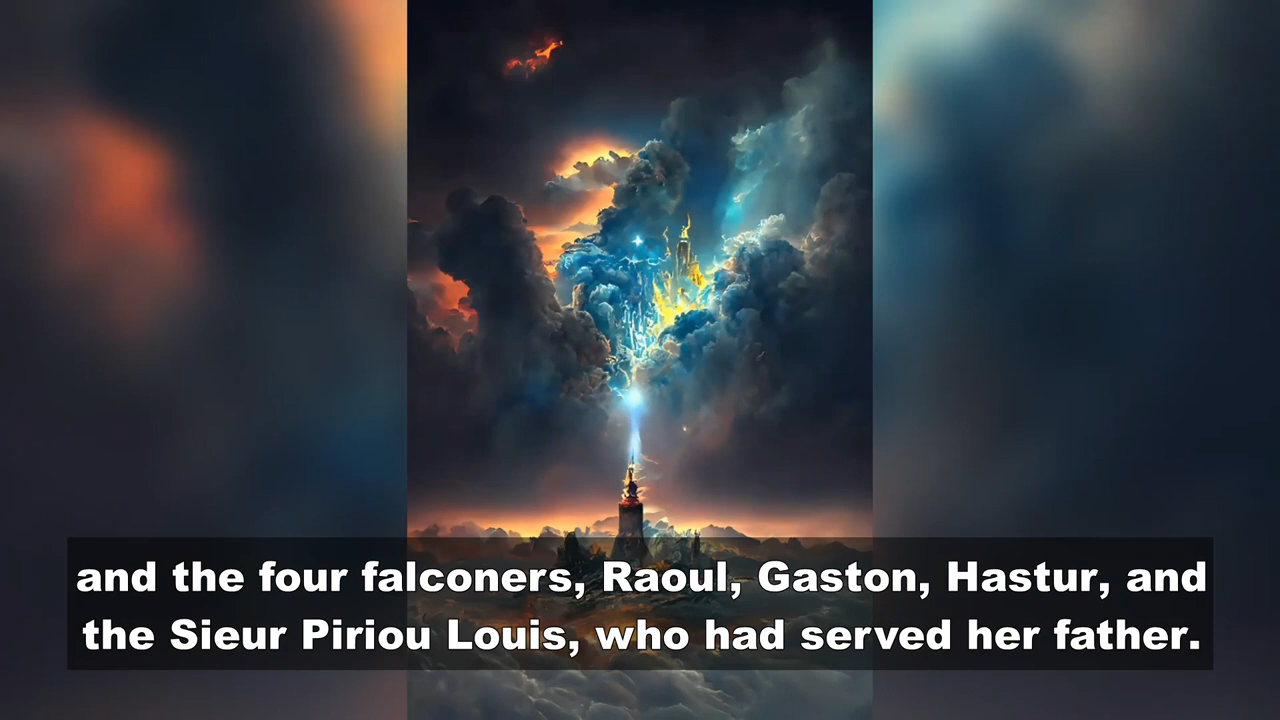 and the four falconers, Raoul, Gaston, Hastur, and
the Sieur Piriou Louis, who had served her father.